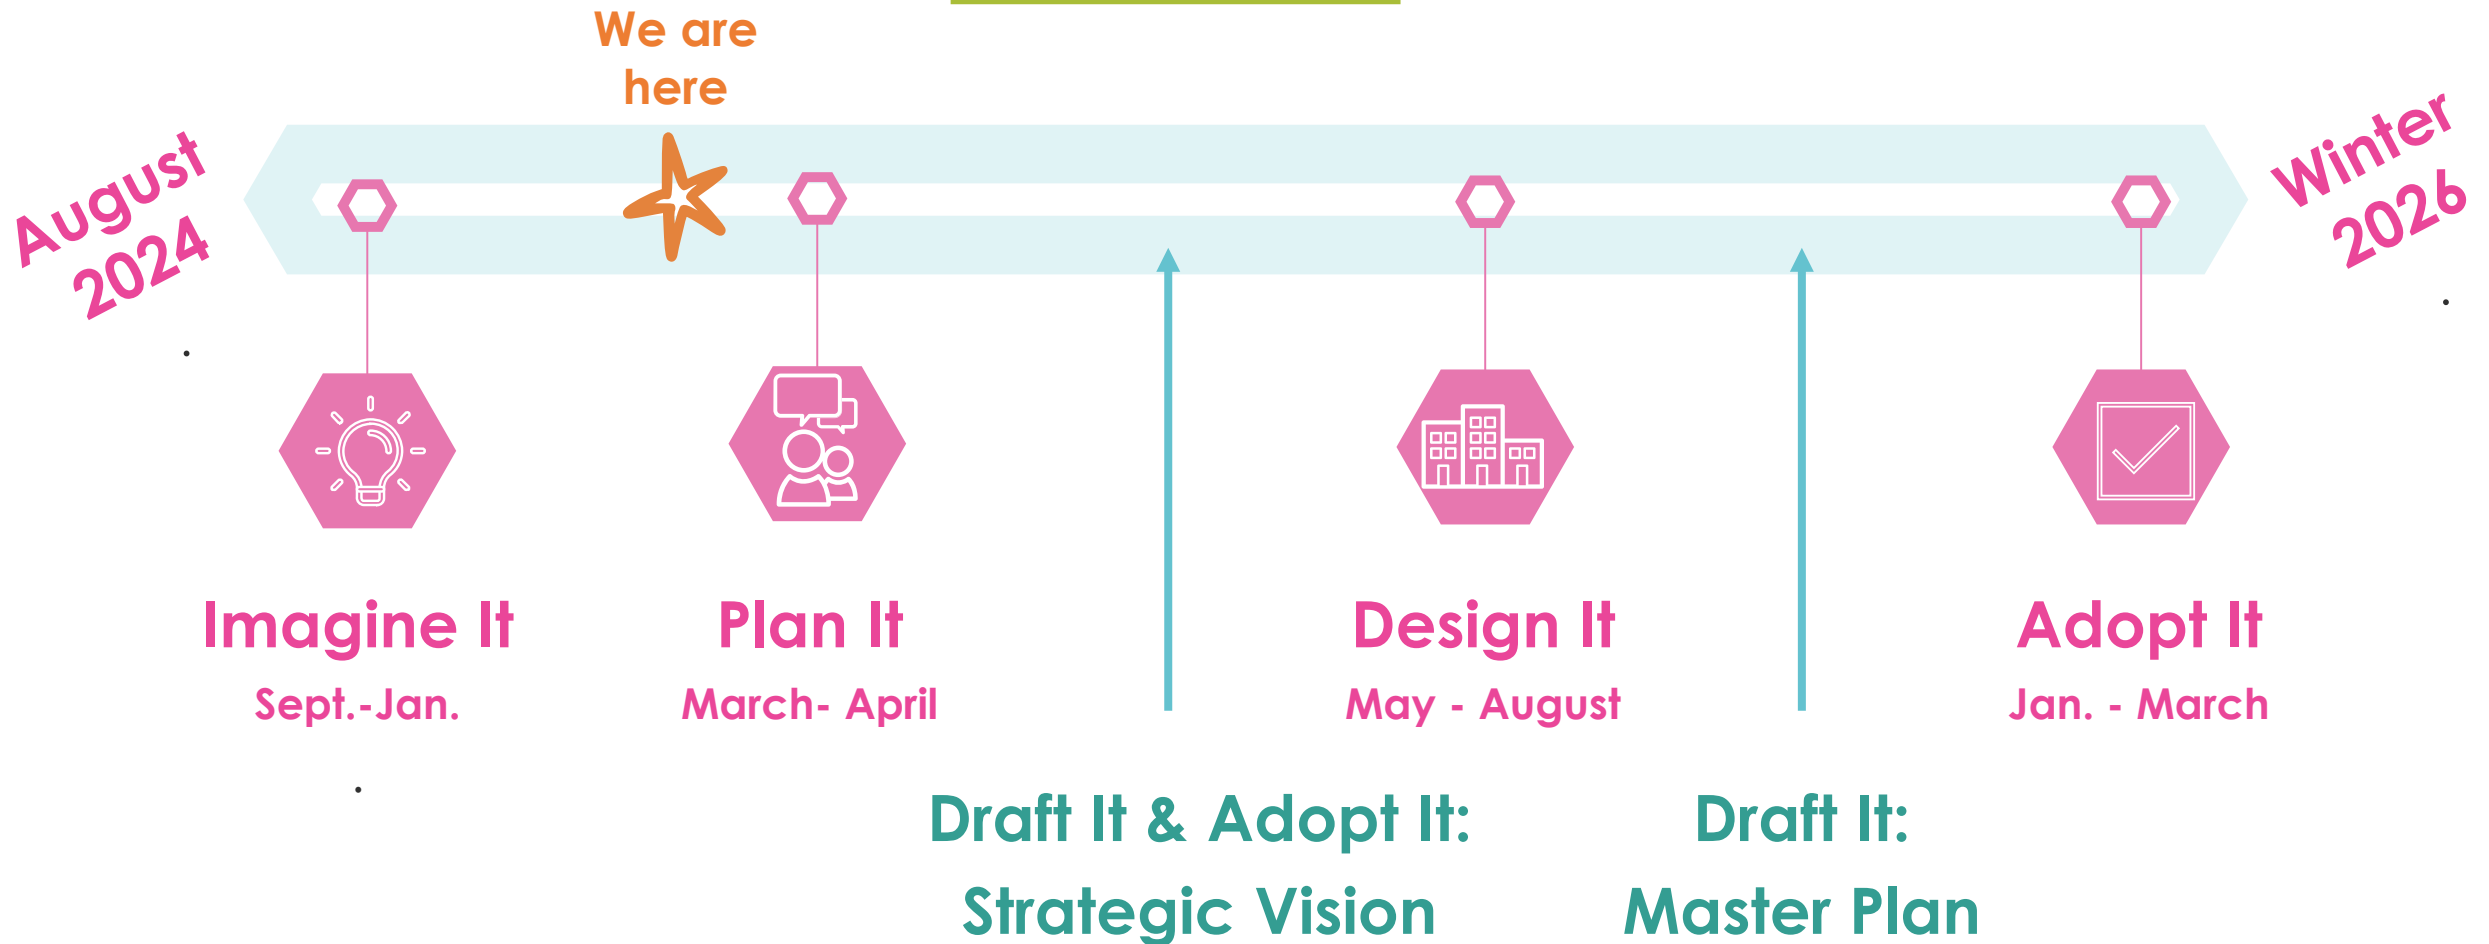 We are
here
August
2024
Winter
2026
Imagine It
Sept.-Jan.
Plan It
March- April
Design It
May - August
Adopt It
Jan. - March
Draft It & Adopt It:
Strategic Vision
Draft It:
Master Plan